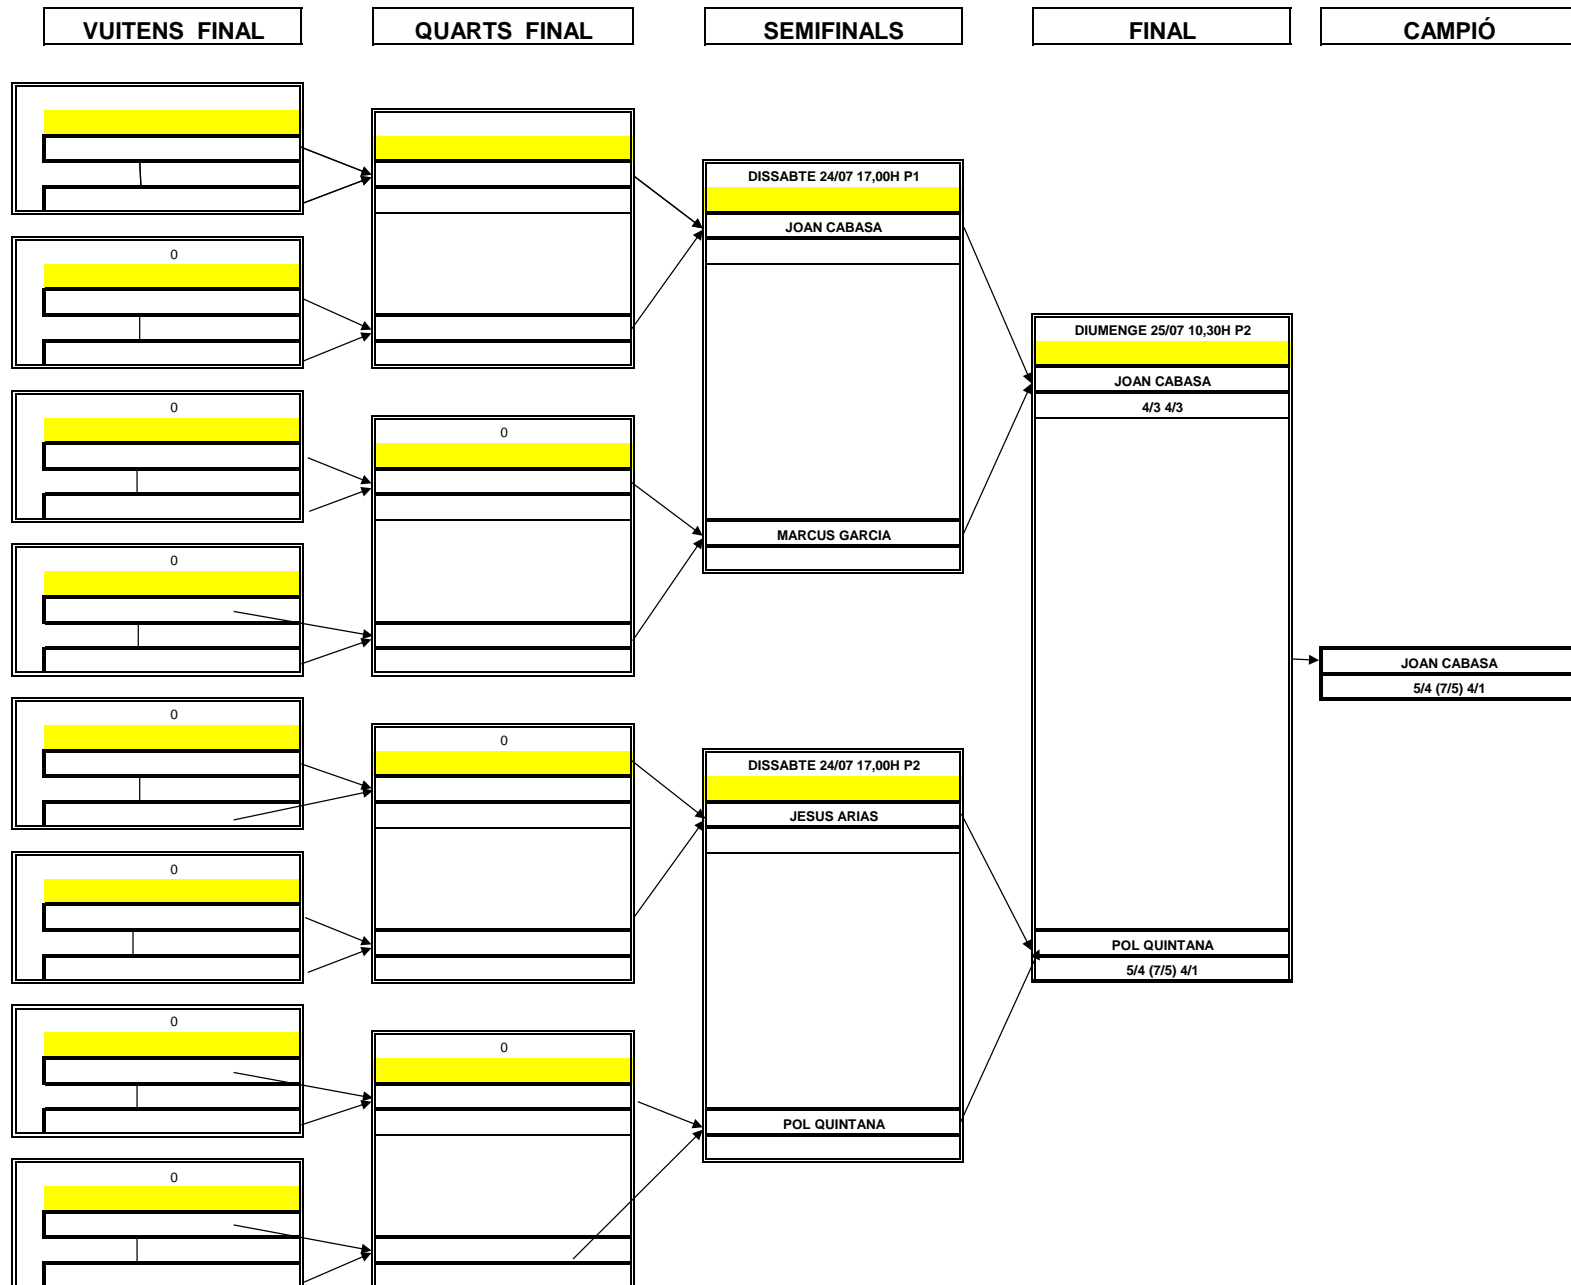 VUITENS FINAL
QUARTS FINAL
SEMIFINALS
FINAL
CAMPIÓ
0
0
0
0
0
0
0
0
0
0
DISSABTE 24/07 17,00H P1
JOAN CABASA
MARCUS GARCIA
DISSABTE 24/07 17,00H P2
JESUS ARIAS
POL QUINTANA
DIUMENGE 25/07 10,30H P2
JOAN CABASA
4/3 4/3
POL QUINTANA
5/4 (7/5) 4/1
JOAN CABASA
5/4 (7/5) 4/1